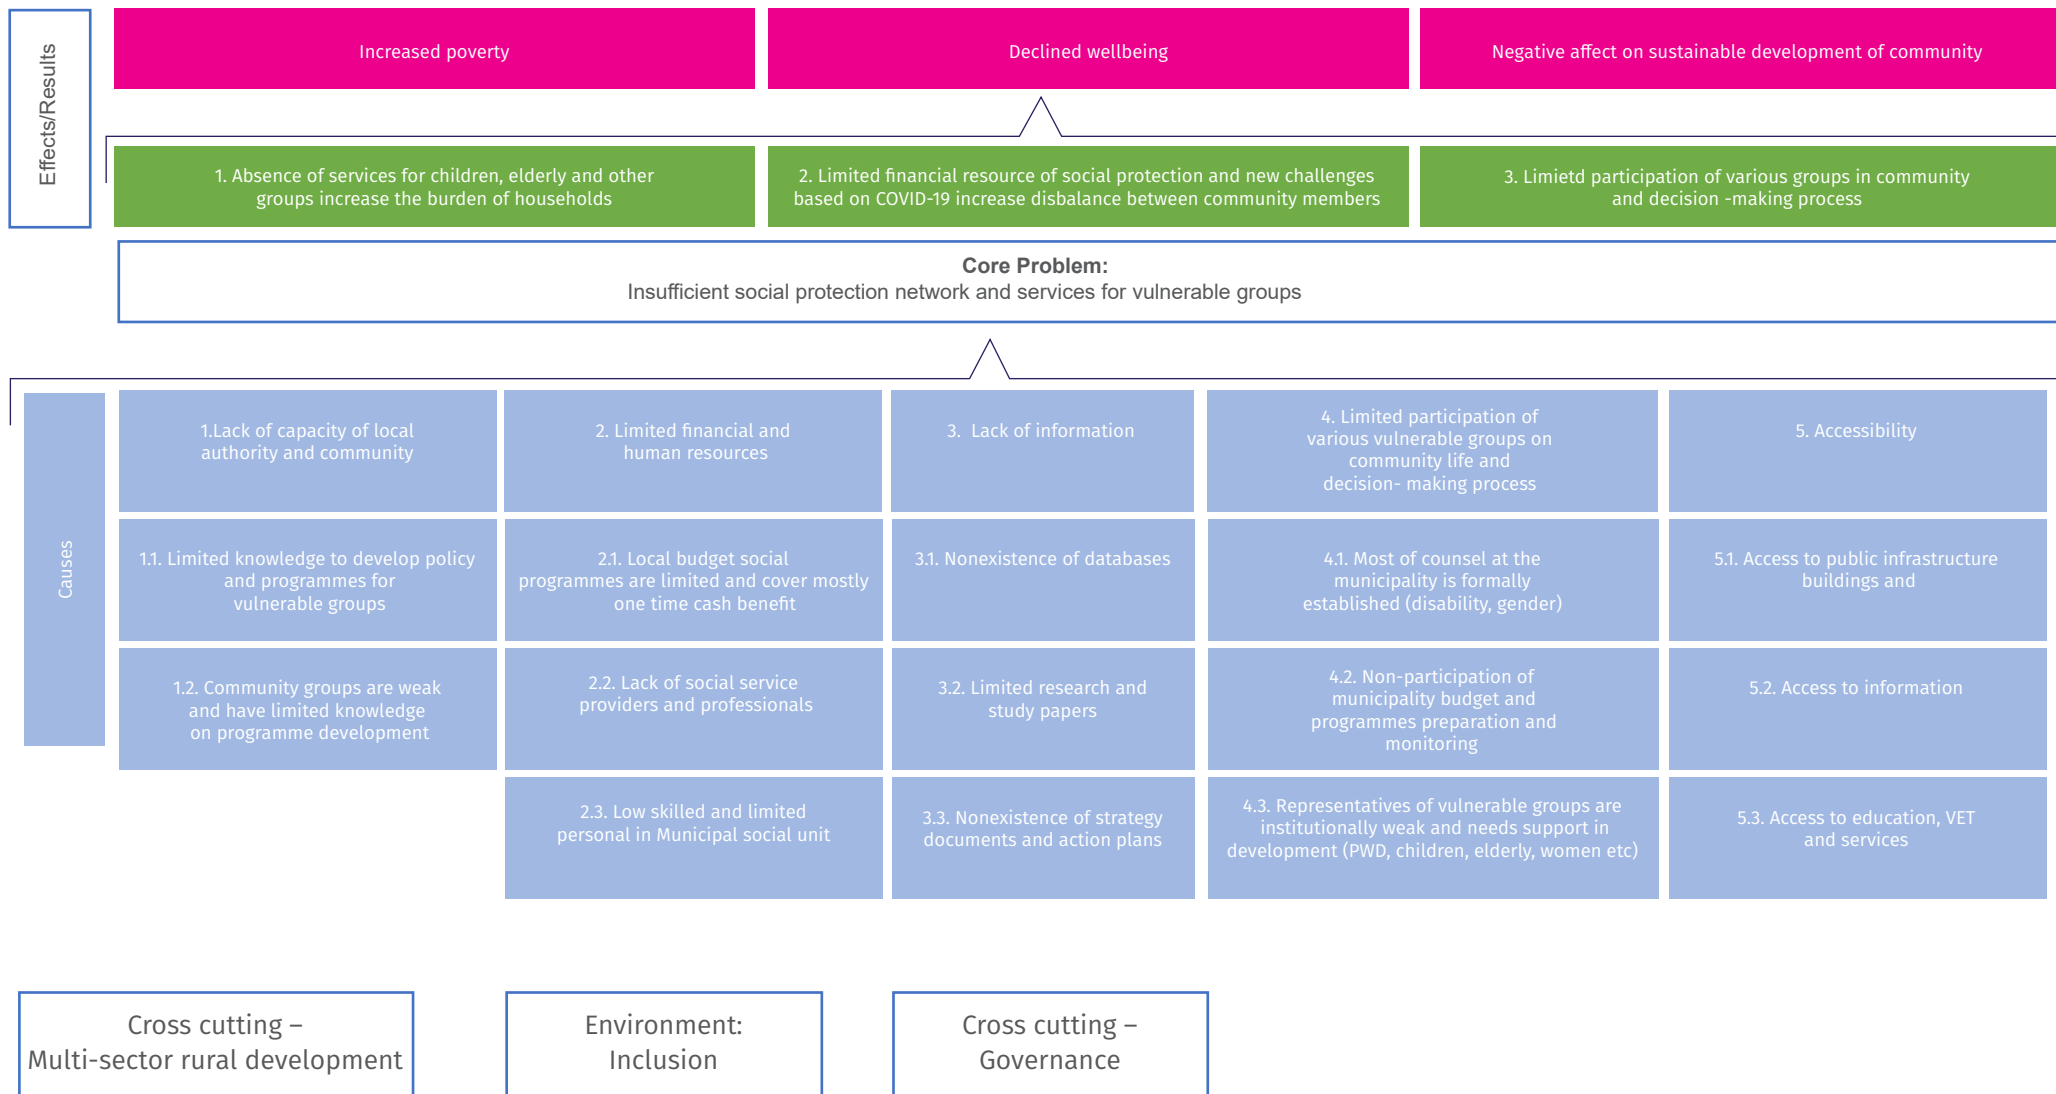 Effects/Results
Increased poverty
Declined wellbeing
Negative affect on sustainable development of community
1. Absence of services for children, elderly and other
groups increase the burden of households
2. Limited financial resource of social protection and new challenges
based on COVID-19 increase disbalance between community members
3. Limietd participation of various groups in community
and decision -making process
Core Problem:
Insufficient social protection network and services for vulnerable groups
Causes
1.Lack of capacity of local
authority and community
2. Limited financial and
human resources
3. Lack of information
4. Limited participation of
various vulnerable groups on
community life and
decision- making process
5. Accessibility
1.1. Limited knowledge to develop policy
and programmes for
vulnerable groups
2.1. Local budget social
programmes are limited and cover mostly
one time cash benefit
3.1. Nonexistence of databases
4.1. Most of counsel at the
municipality is formally
established (disability, gender)
5.1. Access to public infrastructure
buildings and
1.2. Community groups are weak
and have limited knowledge
on programme development
2.2. Lack of social service
providers and professionals
3.2. Limited research and
study papers
4.2. Non-participation of
municipality budget and
programmes preparation and
monitoring
5.2. Access to information
2.3. Low skilled and limited
personal in Municipal social unit
3.3. Nonexistence of strategy
documents and action plans
4.3. Representatives of vulnerable groups are
institutionally weak and needs support in
development (PWD, children, elderly, women etc)
5.3. Access to education, VET
and services
Cross cutting –
Multi-sector rural development
Environment:
Inclusion
Cross cutting –
Governance